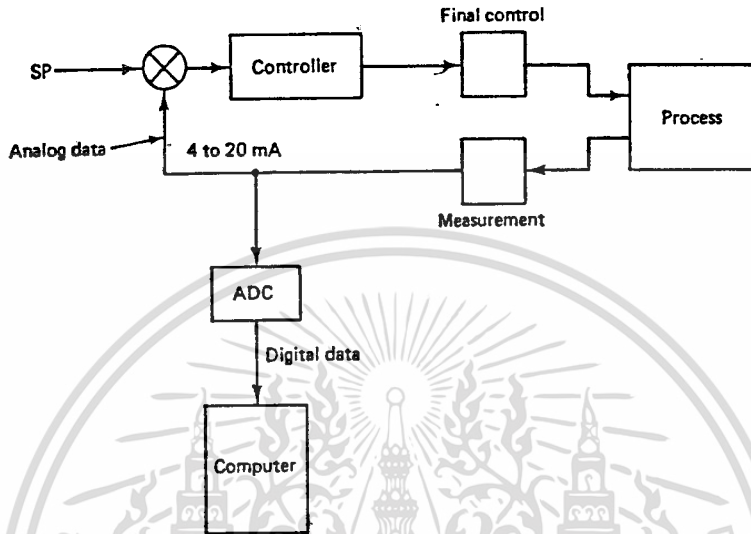 Final control
SP
Controller
Process
Analog data
4 to 20 mA
Measurement
ADC
Digital data
Computer